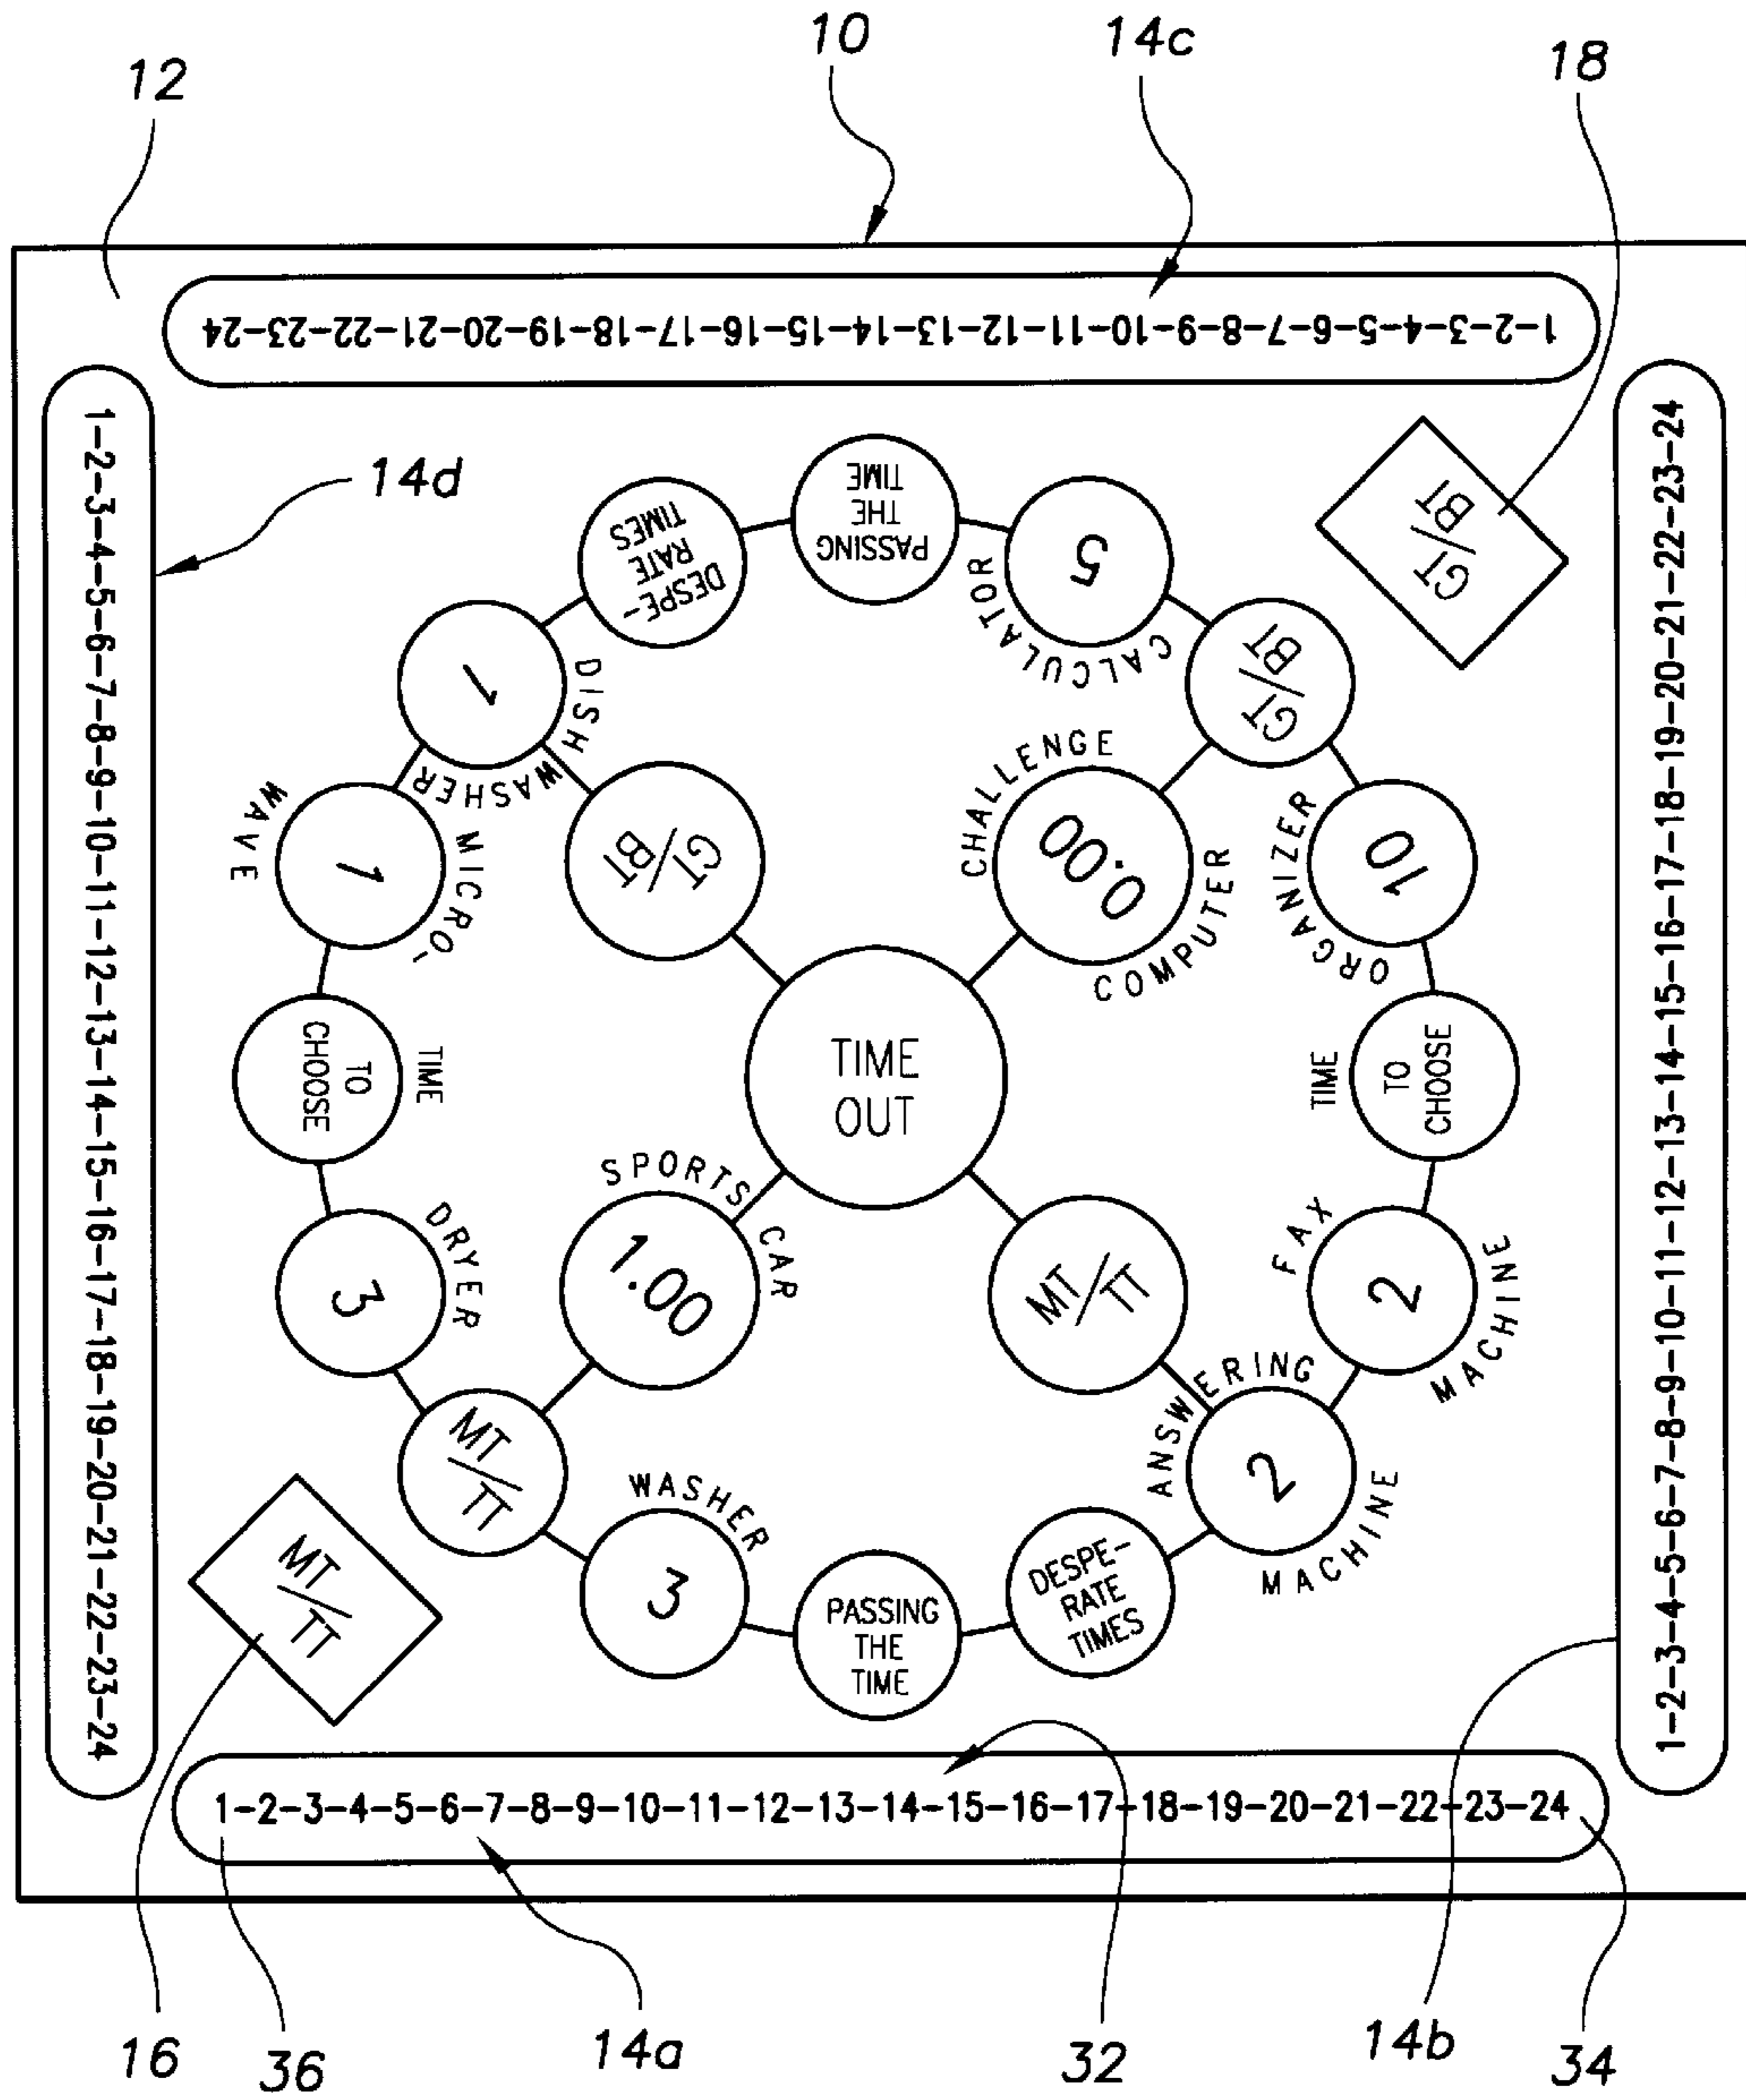 10
14c
18
12
1-2-3-4-5-6-7-8-9-10-11-12-13-14-15-16-17-18-19-20-21-22-23-24
1-2-3-4-5-6-7-8-9-10-11-12-13-14-15-16-17-18-19-20-21-22-23-24
14d
1-2-3-4-5-6-7-8-9-10-11-12-13-14-15-16-17-18-19-20-21-22-23-24
PASSING
THE
TIME
DESPE-
RATE
TIMES
5
CALCULATOR
GT/BT
1
DISH WASHER
GT/BT
CHALLENGE
0.00
COMPUTER
10
ORGANIZER
1
MICRO-
WAVE
GT/BT
TIME
TO
CHOOSE
TIME
OUT
TIME
TO
CHOOSE
SPORTS CAR
1.00
3
DRYER
MT/TT
FAX
2
MACHINE
MT/TT
ANSWERING
2
MACHINE
MT/TT
WASHER
3
PASSING
THE
TIME
DESPE-
RATE
TIMES
1-2-3-4-5-6-7-8-9-10-11-12-13-14-15-16-17-18-19-20-21-22-23-24
16
36
14a
32
14b
34